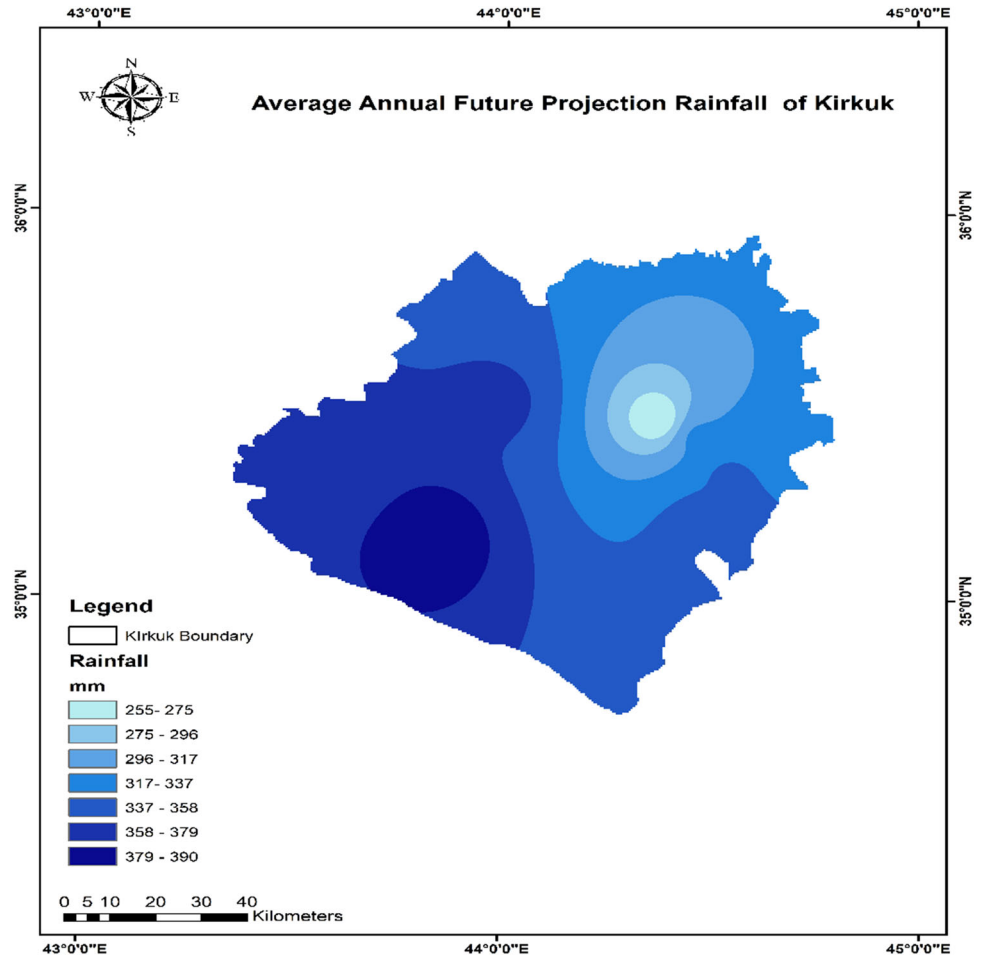 43°0'0"E 44°0'0"E 45°0'0"E
N
W E
S
Average Annual Future Projection Rainfall of Kirkuk
36°0'0"N 36°0'0"N
35°0'0"N 35°0'0"N
Legend
Kirkuk Boundary
Rainfall
mm
255- 275
275 - 296
296 - 317
317- 337
337 - 358
358 - 379
379 - 390
0 5 10 20 30 40
Kilometers
43°0'0"E 44°0'0"E 45°0'0"E